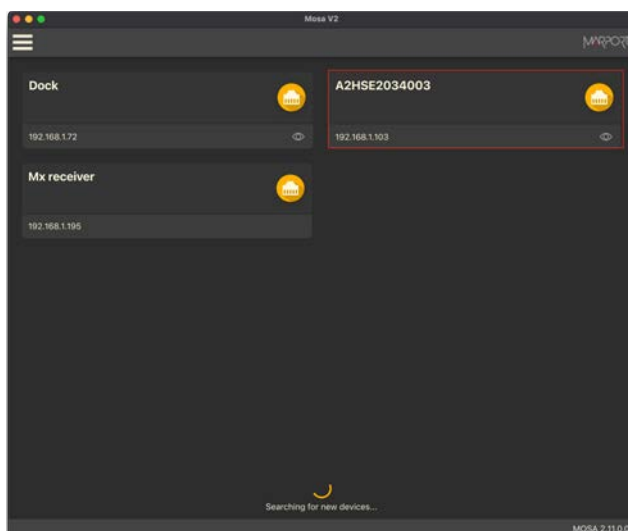 Mosa V2
MARPORT
Dock
192.168.1.72
A2HSE2034003
192.168.1.103
Mx receiver
192.168.1.195
Searching for new devices...
MOSA 2.11.0.0